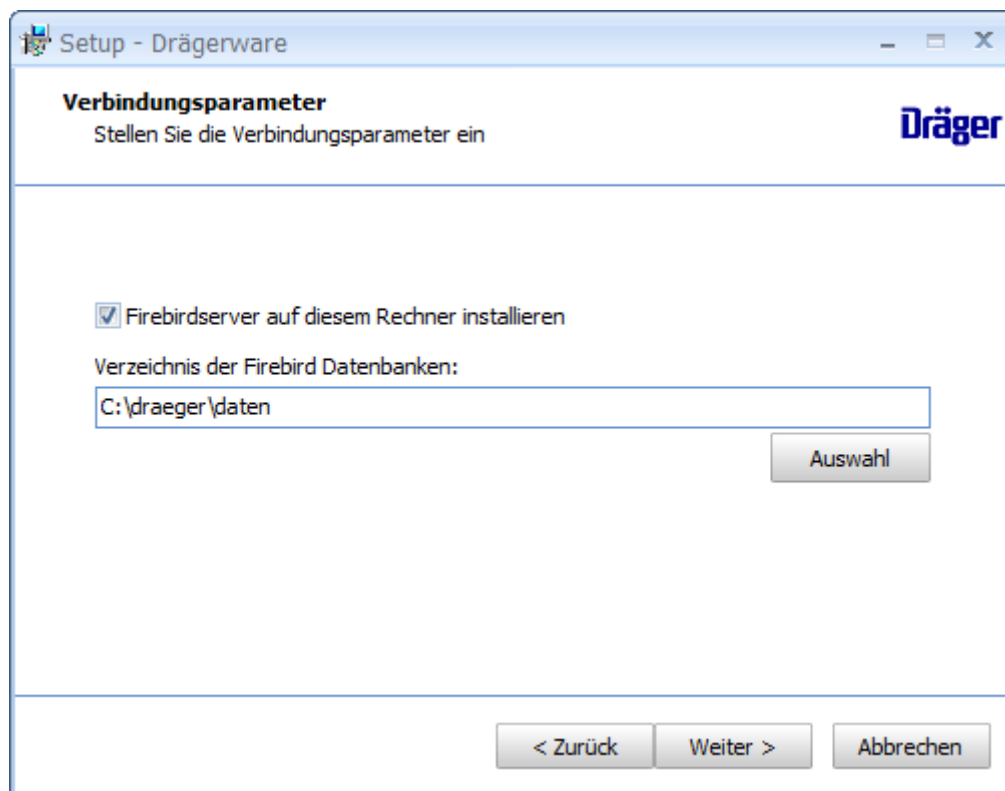 Setup - Drägerware
Verbindungsparameter
Stellen Sie die Verbindungsparameter ein
Dräger
Firebirdserver auf diesem Rechner installieren
Verzeichnis der Firebird Datenbanken:
C:\draeger\daten
Auswahl
< Zurück
Weiter >
Abbrechen